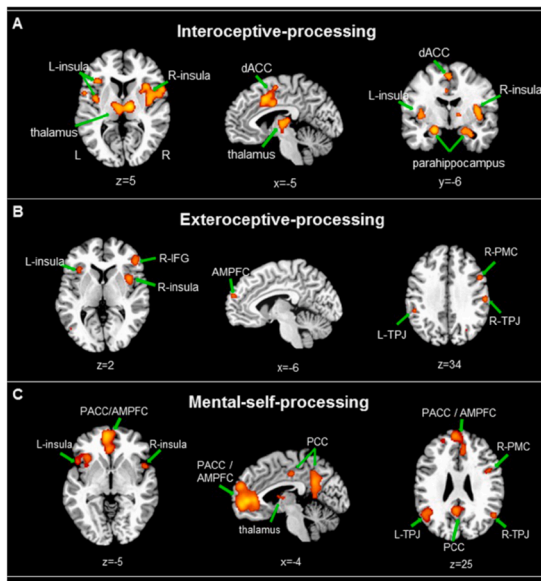 A
Interoceptive-processing
L-insula
R-insula
thalamus
L
R
z=5
dACC
thalamus
x=-5
dACC
L-insula
R-insula
parahippocampus
y=-6
B
Exteroceptive-processing
L-insula
R-IFG
R-insula
z=2
AMPFC
x=-6
R-PMC
L-TPJ
R-TPJ
z=34
C
Mental-self-processing
PACC/AMPFC
L-insula
R-insula
z=-5
PCC
PACC /
AMPFC
thalamus
x=-4
PACC / AMPFC
R-PMC
L-TPJ
R-TPJ
PCC
z=25